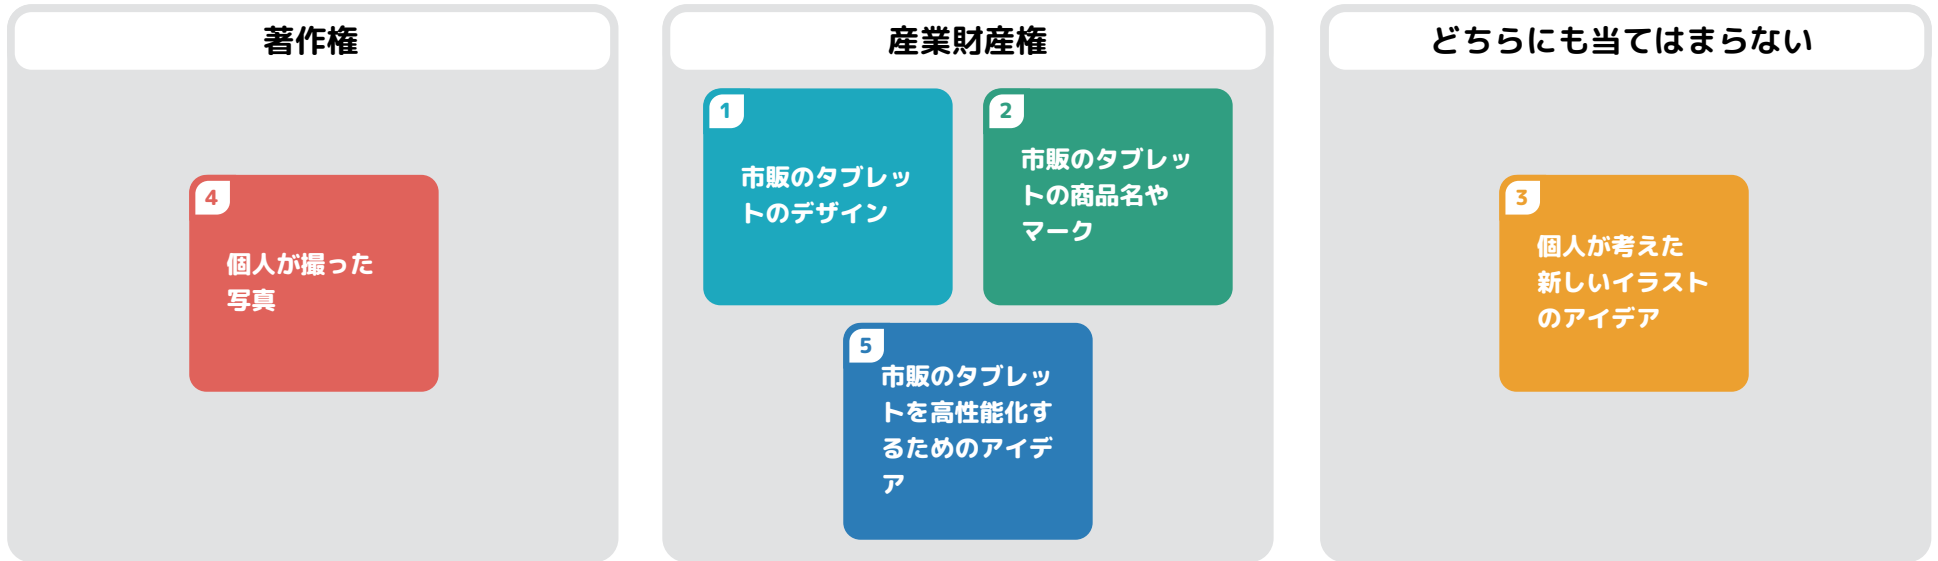 著作権
4
個人が撮った
写真
産業財産権
1
市販のタブレッ
トのデザイン
2
市販のタブレッ
トの商品名や
マーク
5
市販のタブレッ
トを高性能化す
るためのアイデ
ア
どちらにも当てはまらない
3
個人が考えた
新しいイラスト
のアイデア